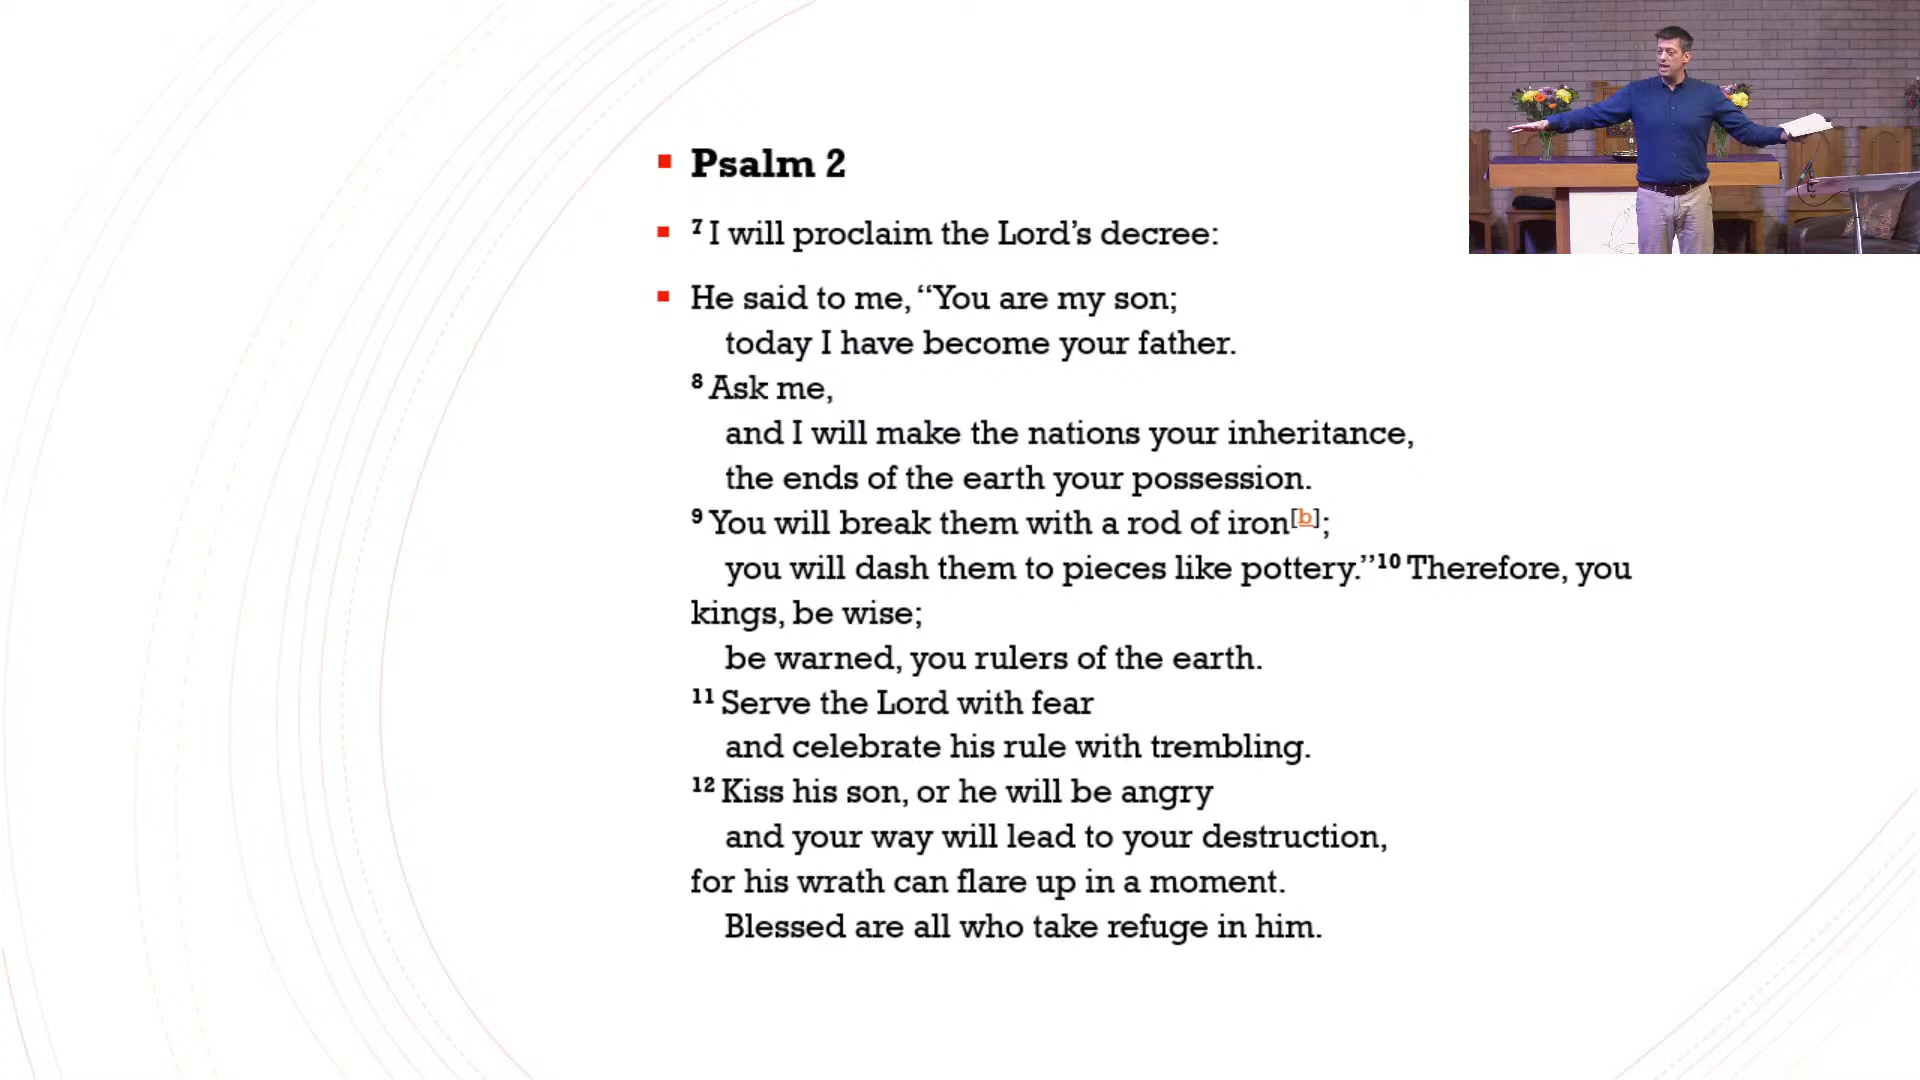 Psalm 2
7 I will proclaim the Lord’s decree:
He said to me, “You are my son;
today I have become your father.
8 Ask me,
and I will make the nations your inheritance,
the ends of the earth your possession.
9 You will break them with a rod of iron[b];
you will dash them to pieces like pottery.”10 Therefore, you
kings, be wise;
be warned, you rulers of the earth.
11 Serve the Lord with fear
and celebrate his rule with trembling.
12 Kiss his son, or he will be angry
and your way will lead to your destruction,
for his wrath can flare up in a moment.
Blessed are all who take refuge in him.